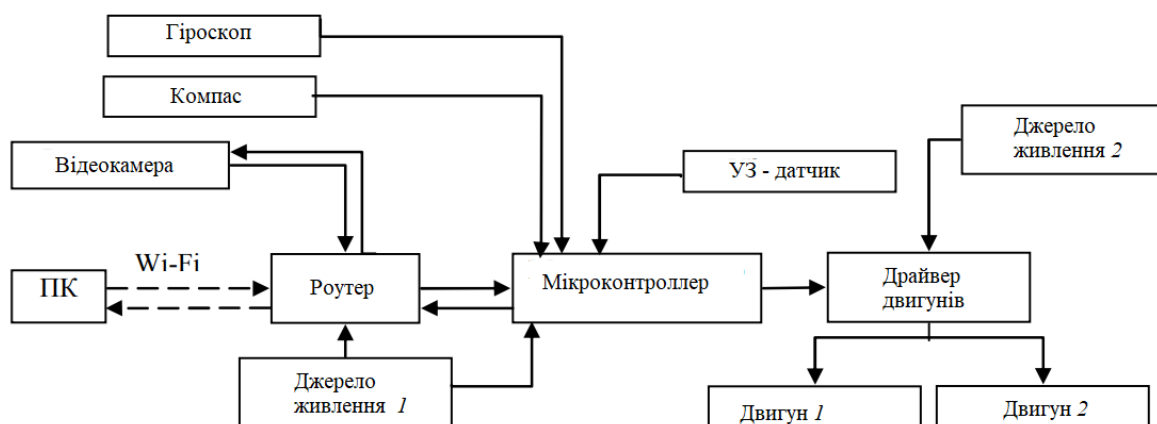 Гіроскоп
Компас
Відеокамера
УЗ - датчик
Джерело
живлення 2
Wi-Fi
ПК
Роутер
Мікроконтроллер
Драйвер
двигунів
Джерело
живлення 1
Двигун 1
Двигун 2